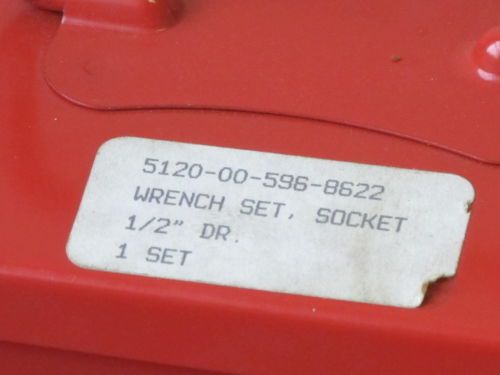 5120-00-596-8622
WRENCH SET, SOCKET
1/2" DR.
1 SET